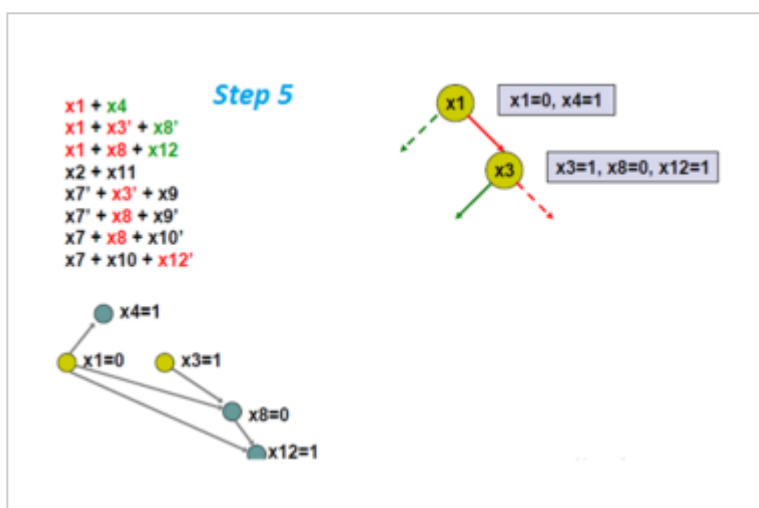 Step 5
x1 + x4
x1 + x3’ + x8’
x1 + x8 + x12
x2 + x11
x7’ + x3’ + x9
x7’ + x8 + x9’
x7 + x8 + x10’
x7 + x10 + x12’
x1
x1=0, x4=1
x3
x3=1, x8=0, x12=1
x4=1
x1=0
x3=1
x8=0
x12=1